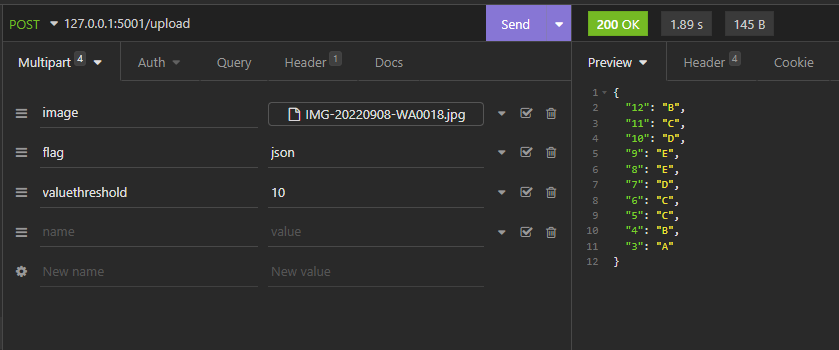 POST 127.0.0.1:5001/upload Send 200 OK 1.89 s 145 B
Multipart 4 Auth Query Header 1 Docs Preview Header 4 Cookie
image IMG-20220908-WA0018.jpg
flag json
valuethreshold 10
name value
New name New value
1 {
2 "12": "B",
3 "11": "C",
4 "10": "D",
5 "9": "E",
6 "8": "E",
7 "7": "D",
8 "6": "C",
9 "5": "C",
10 "4": "B",
11 "3": "A"
12 }